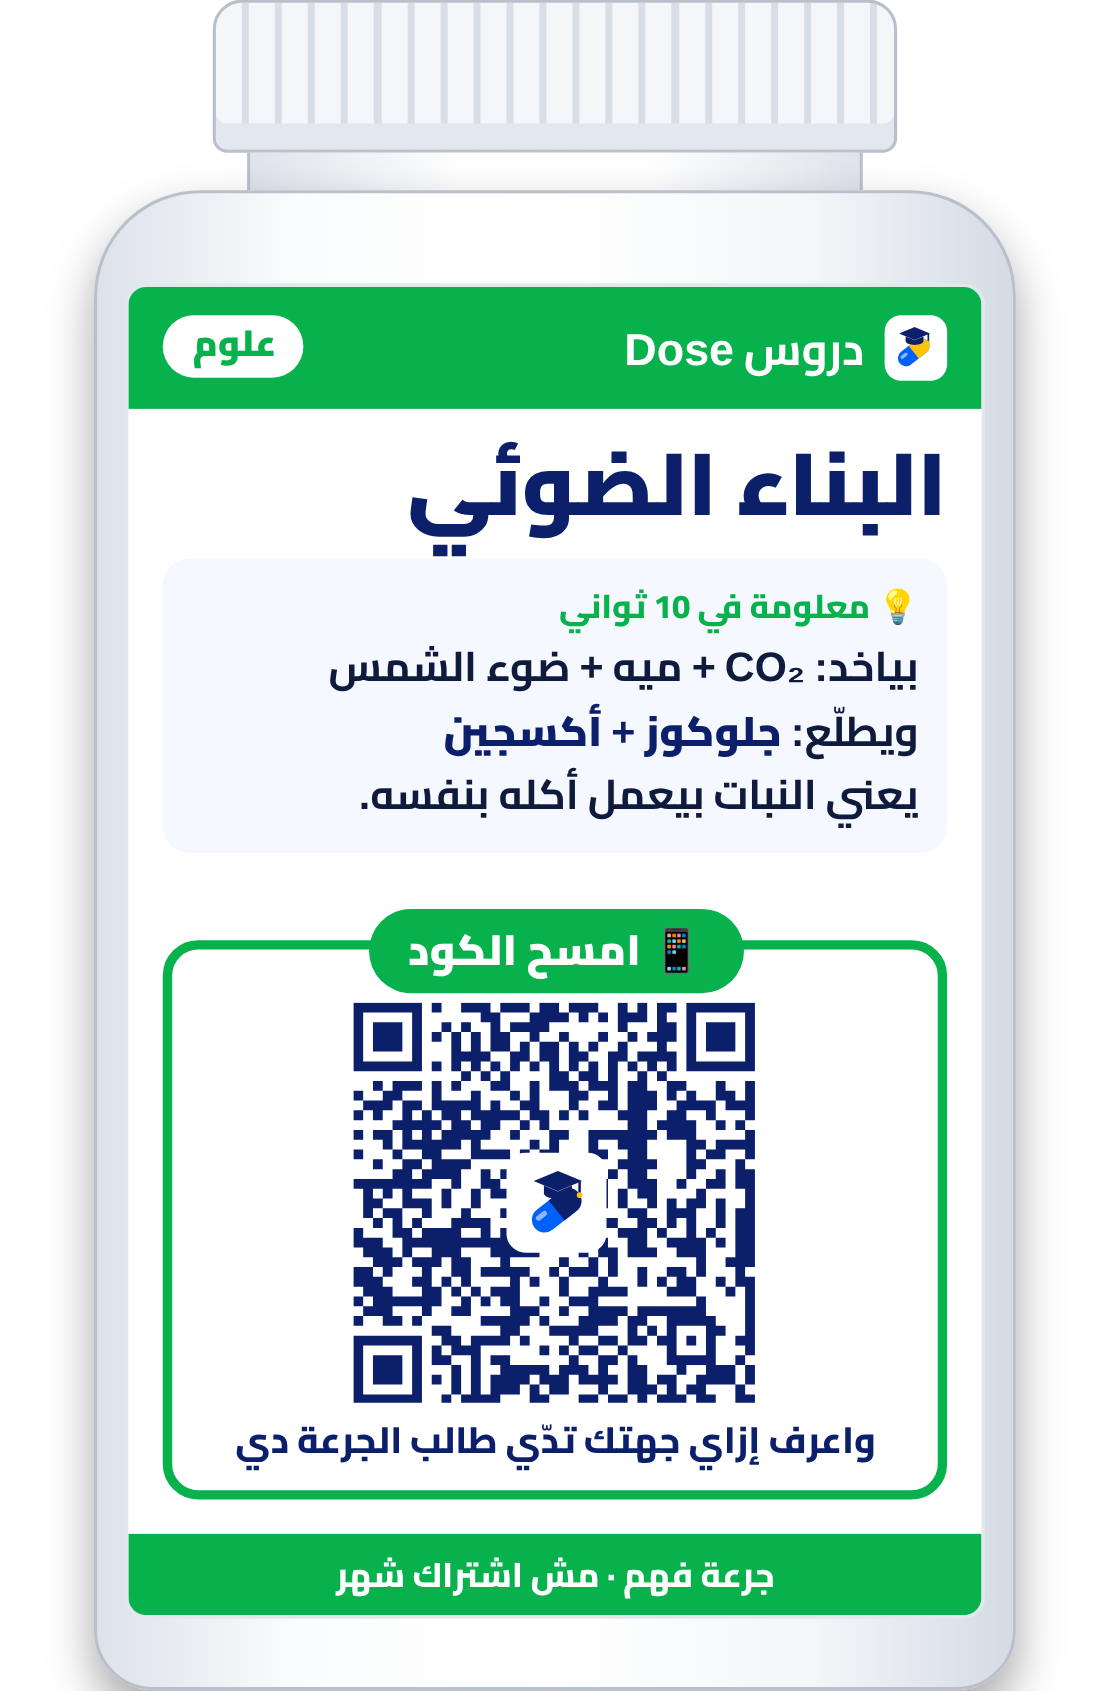 دروس Dose
علوم
البناء الضوئي
💡 معلومة في 10 ثواني
بياخد: CO₂ + ميه + ضوء الشمس
ويطلّع: جلوكوز + أكسجين
يعني النبات بيعمل أكله بنفسه.
📱 امسح الكود
واعرف إزاي جهتك تدّي طالب الجرعة دي
جرعة فهم · مش اشتراك شهر